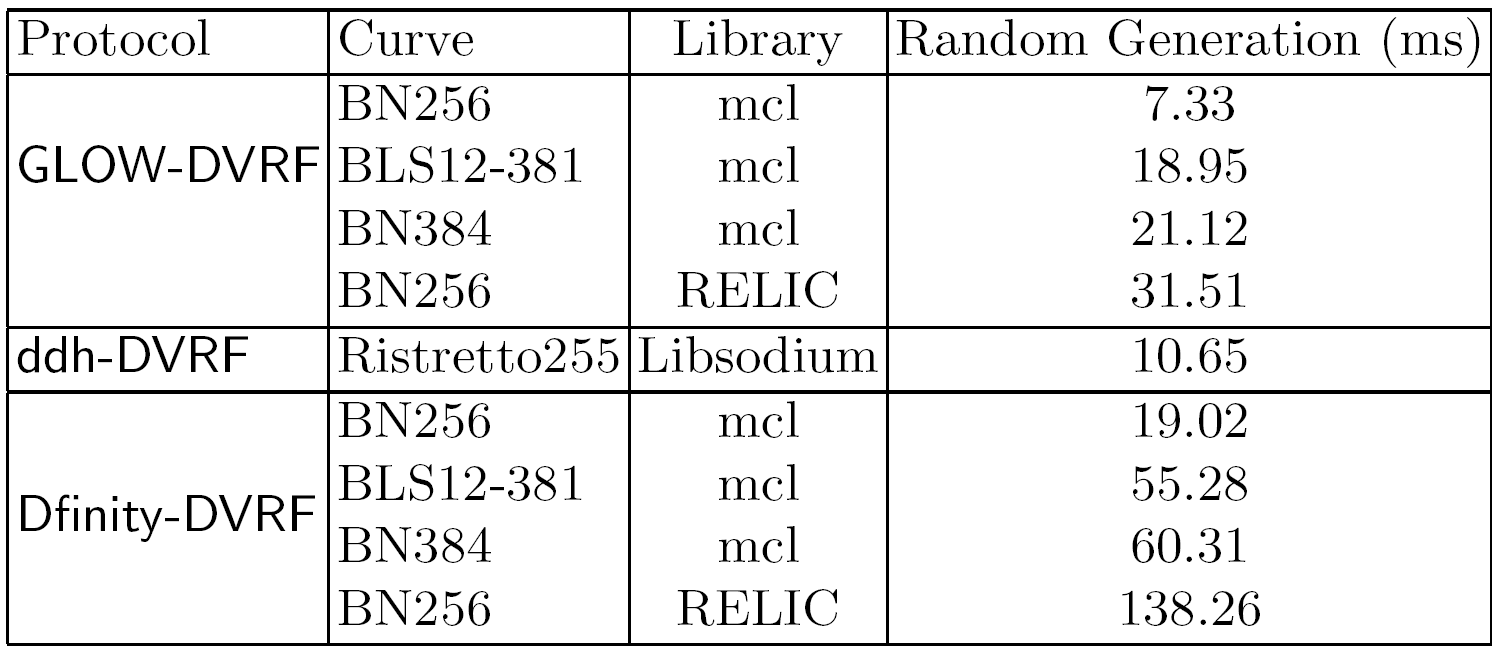 Protocol Curve Library Random Generation (ms)
BN256 mcl 7.33
GLOW-DVRF BLS12-381 mcl 18.95
BN384 mcl 21.12
BN256 RELIC 31.51
ddh-DVRF Ristretto255 Libsodium 10.65
BN256 mcl 19.02
Dfinity-DVRF BLS12-381 mcl 55.28
BN384 mcl 60.31
BN256 RELIC 138.26